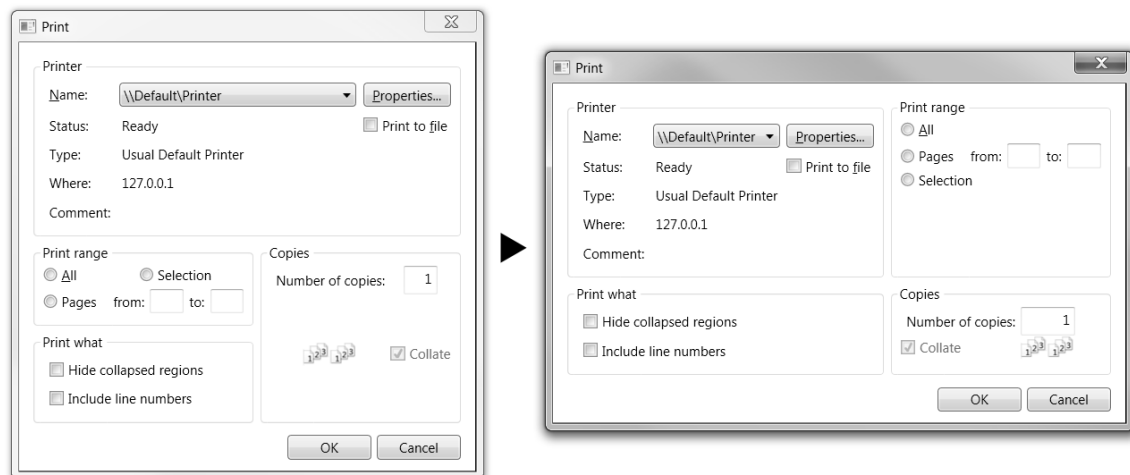 Print
Printer
Name: \\Default\Printer Properties...
Status: Ready Print to file
Type: Usual Default Printer
Where: 127.0.0.1
Comment:
Print range
All Selection
Pages from: to:
Copies
Number of copies: 1
123 123 Collate
Print what
Hide collapsed regions
Include line numbers
OK Cancel
Print
Printer
Name: \\Default\Printer Properties...
Status: Ready Print to file
Type: Usual Default Printer
Where: 127.0.0.1
Comment:
Print range
All
Pages from: to:
Selection
Print what
Hide collapsed regions
Include line numbers
Copies
Number of copies: 1
Collate 123 123
OK Cancel